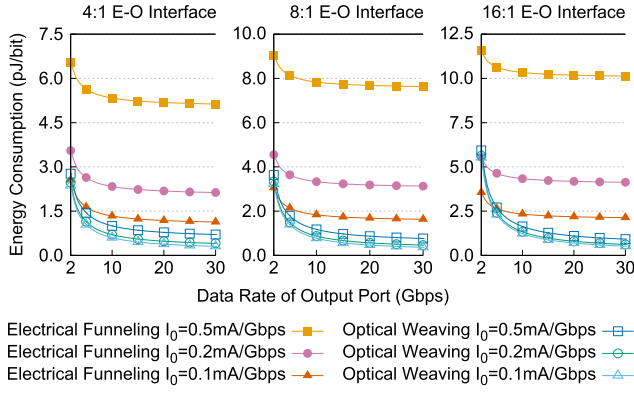 4:1 E-O Interface 8:1 E-O Interface 16:1 E-O Interface
Energy Consumption (pJ/bit)
7.5 10.0 12.5
6.0 8.0 10.0
4.5 6.0 7.5
3.0 4.0 5.0
1.5 2.0 2.5
0.0 0.0 0.0
2 10 20 30 2 10 20 30 2 10 20 30
Data Rate of Output Port (Gbps)
Electrical Funneling I0=0.5mA/Gbps Optical Weaving I0=0.5mA/Gbps
Electrical Funneling I0=0.2mA/Gbps Optical Weaving I0=0.2mA/Gbps
Electrical Funneling I0=0.1mA/Gbps Optical Weaving I0=0.1mA/Gbps